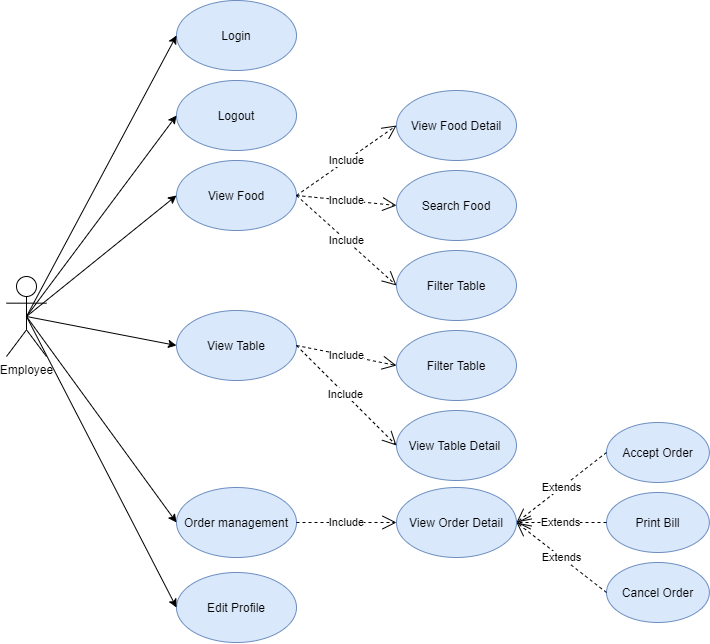 Login
Logout
View Food
Include
View Food Detail
Include
Search Food
Include
Filter Table
Employee
View Table
Include
Filter Table
Include
View Table Detail
Order management
Include
View Order Detail
Extends
Accept Order
Extends
Print Bill
Extends
Cancel Order
Edit Profile